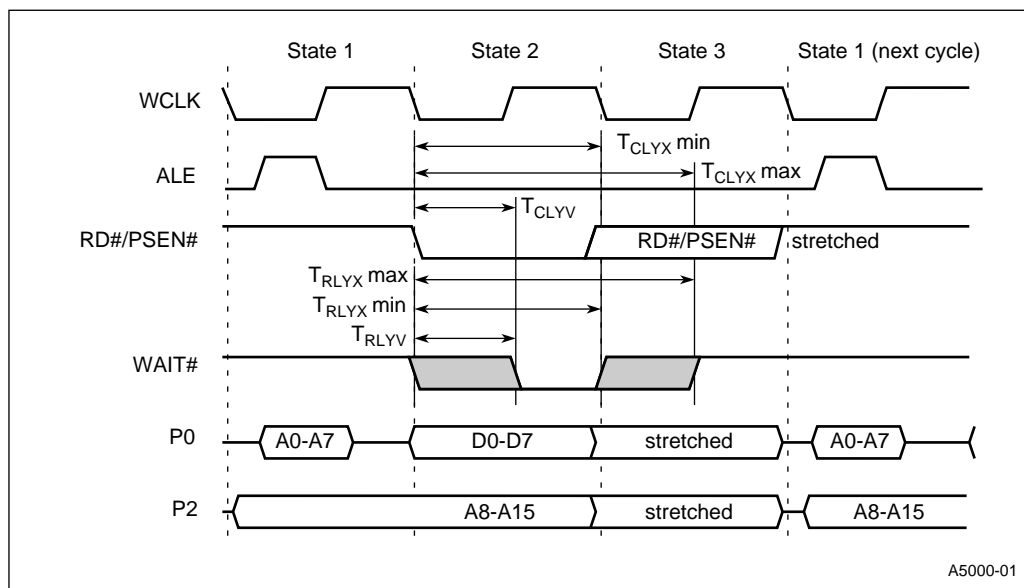 State 1 State 2 State 3 State 1 (next cycle)
WCLK
TCLYX min
ALE
TCLYX max
TCLYV
RD#/PSEN# RD#/PSEN# stretched
TRLYX max
TRLYX min
TRLYV
WAIT#
P0 A0-A7 D0-D7 stretched A0-A7
P2 A8-A15 stretched A8-A15
A5000-01